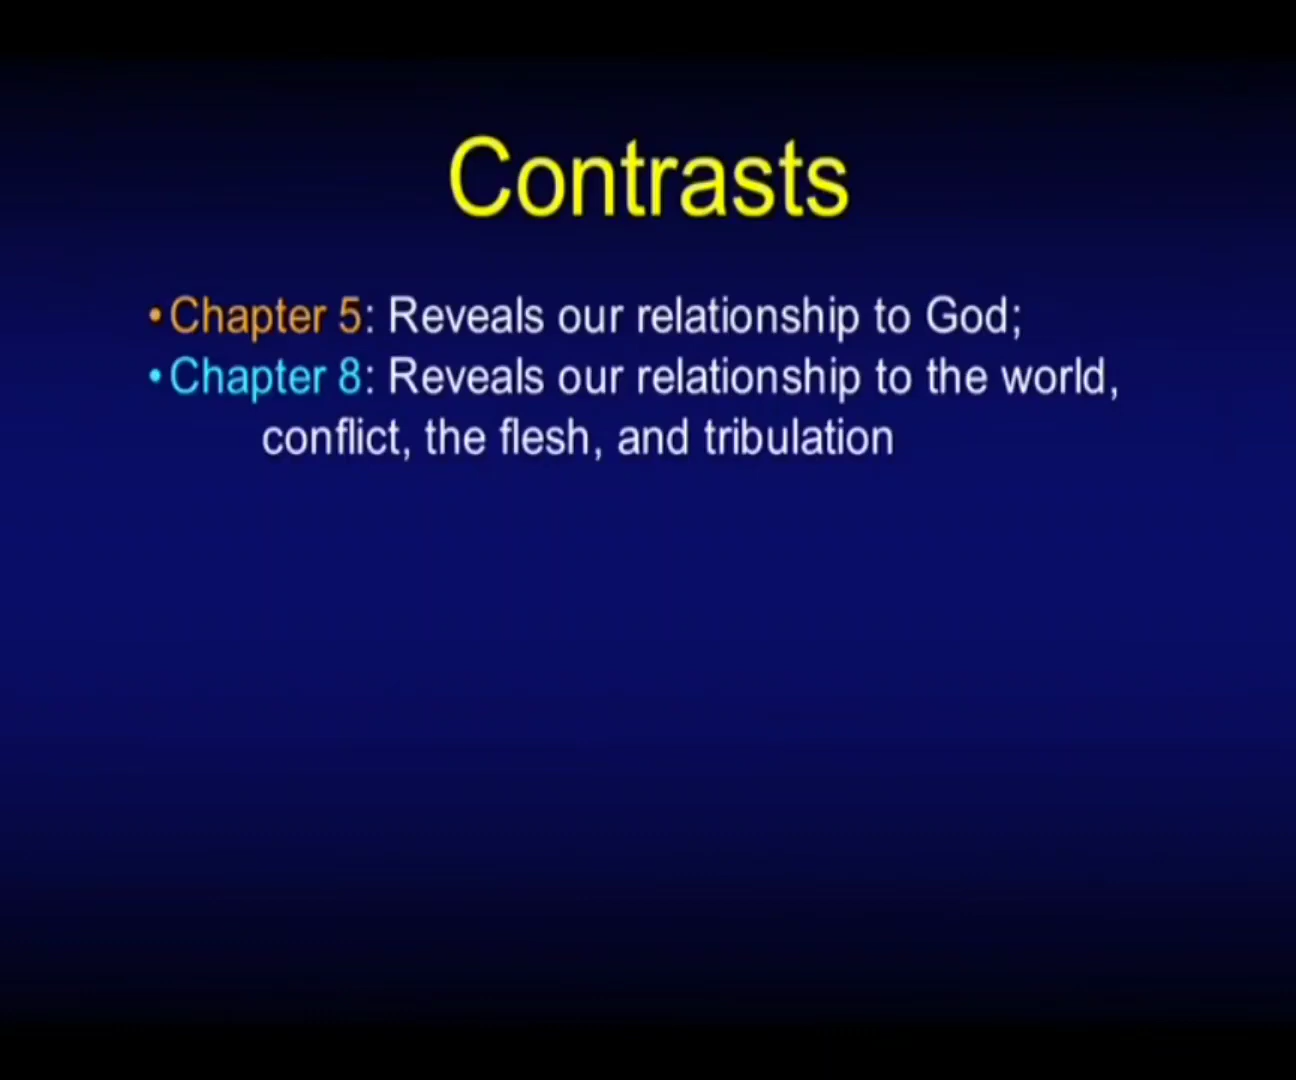 Contrasts
•Chapter 5: Reveals our relationship to God;
•Chapter 8: Reveals our relationship to the world,
conflict, the flesh, and tribulation